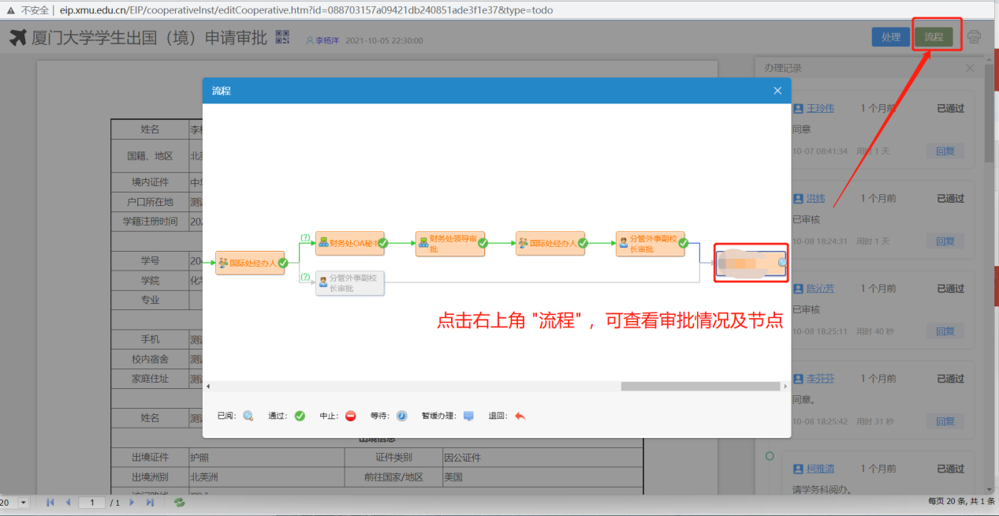 不安全 | eip.xmu.edu.cn/EIP/cooperativeInst/editCooperative.htm?id=088703157a09421db240851ade3f1e37&type=todo
厦门大学学生出国（境）申请审批 李杨洋 2021-10-05 22:30:00 处理 流程
办理记录
流程
姓名 李
王玲伟 1 个月前 已通过
同意
国籍、地区 北
10-07 08:41:34 用时 1 天 回复
境内证件 中
户口所在地 测
洪炜 1 个月前 已通过
学籍注册时间 20
已审核
10-08 18:24:31 用时 1 天 回复
(?) 财务处OA秘书 财务处领导审批 国际处经办人 分管外事副校长审批
学号 20
国际处经办人
(?) 分管外事副校长审批
学院 化
陈沁芳 1 个月前 已通过
专业
已审核
点击右上角 "流程" ，可查看审批情况及节点
10-08 18:25:11 用时 40 秒 回复
手机 测
校内宿舍 测
家庭住址 测
李芬芬 1 个月前 已通过
同意。
姓名 测
已阅： 通过： 中止： 等待： 暂缓办理： 退回：
10-08 18:25:42 用时 31 秒 回复
出境信息
出境证件 护照 证件类别 因公证件
柯雅清 1 个月前 已通过
出境洲别 北美洲 前往国家/地区 美国
请学务科阅办。
20 1 / 1 每页 20 条, 共 1 条